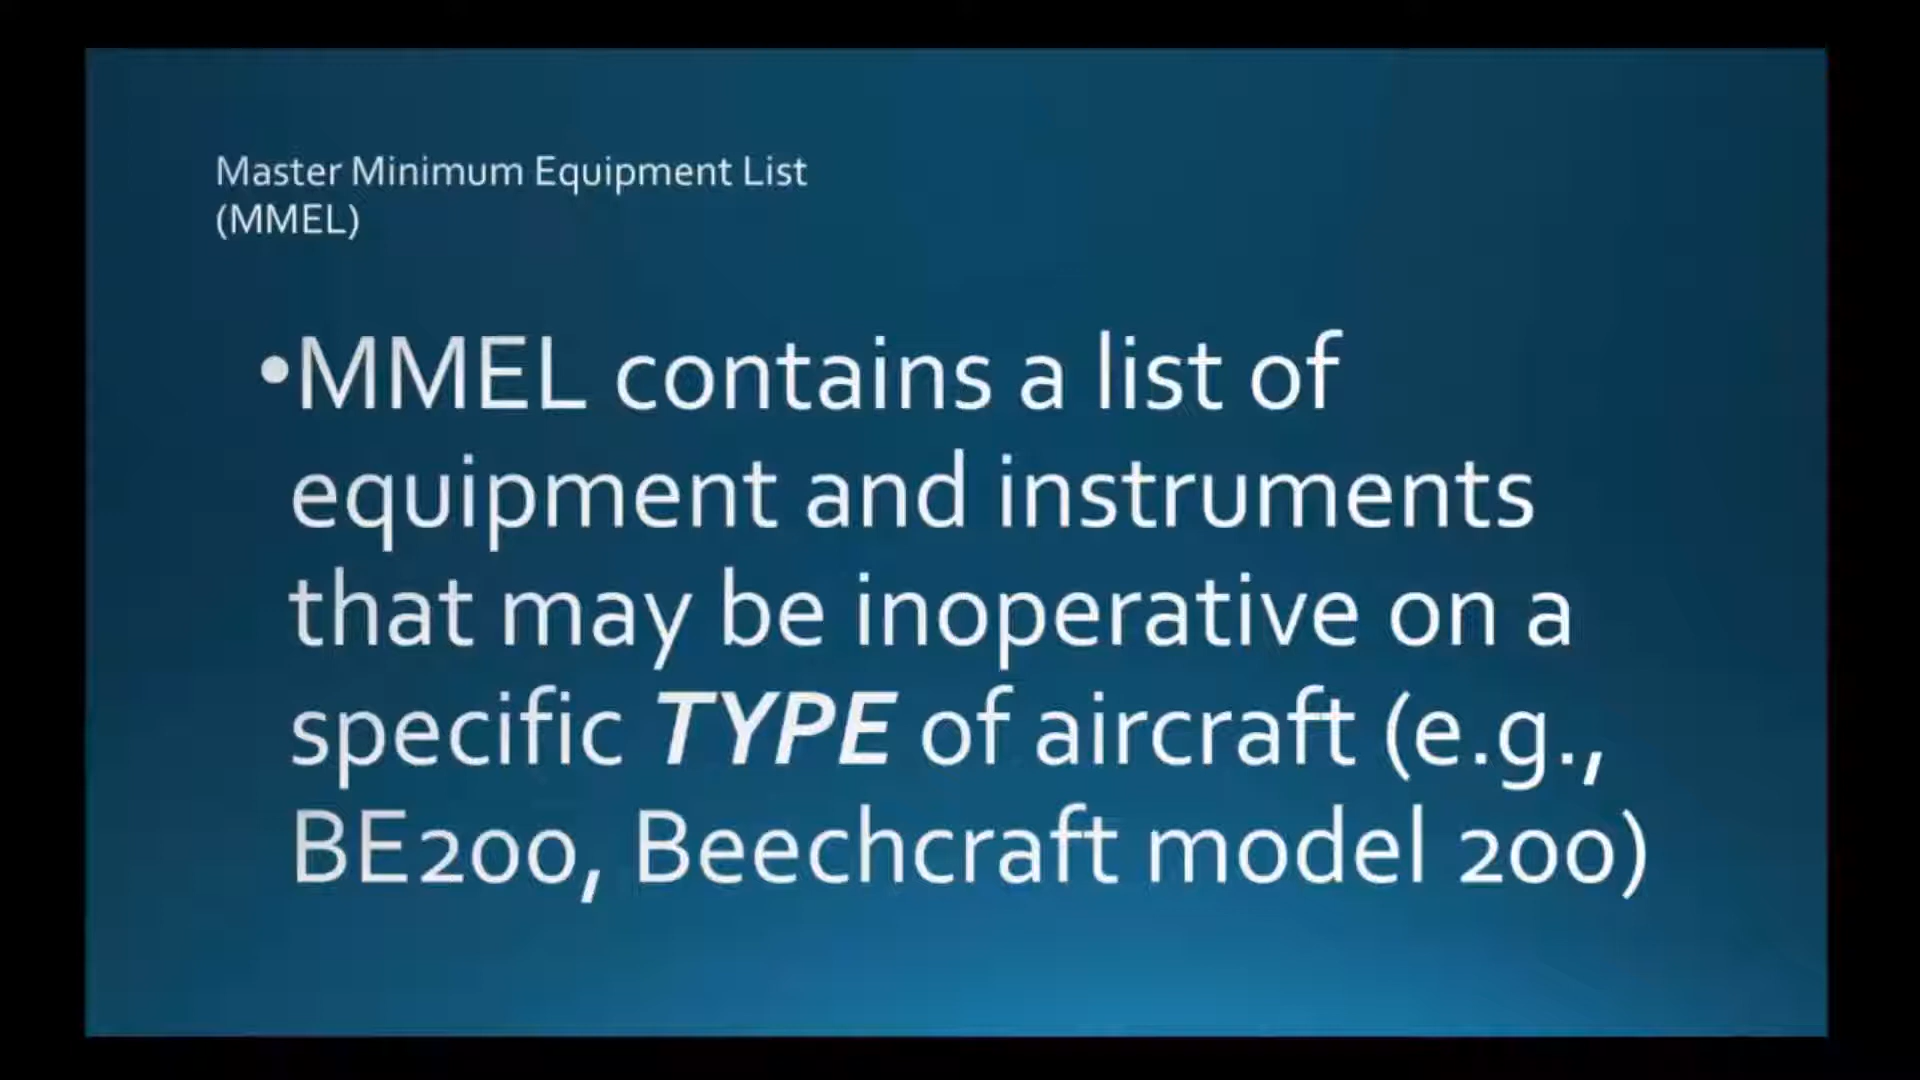 Master Minimum Equipment List
(MMEL)
•MMEL contains a list of
equipment and instruments
that may be inoperative on a
specific TYPE of aircraft (e.g.,
BE200, Beechcraft model 200)